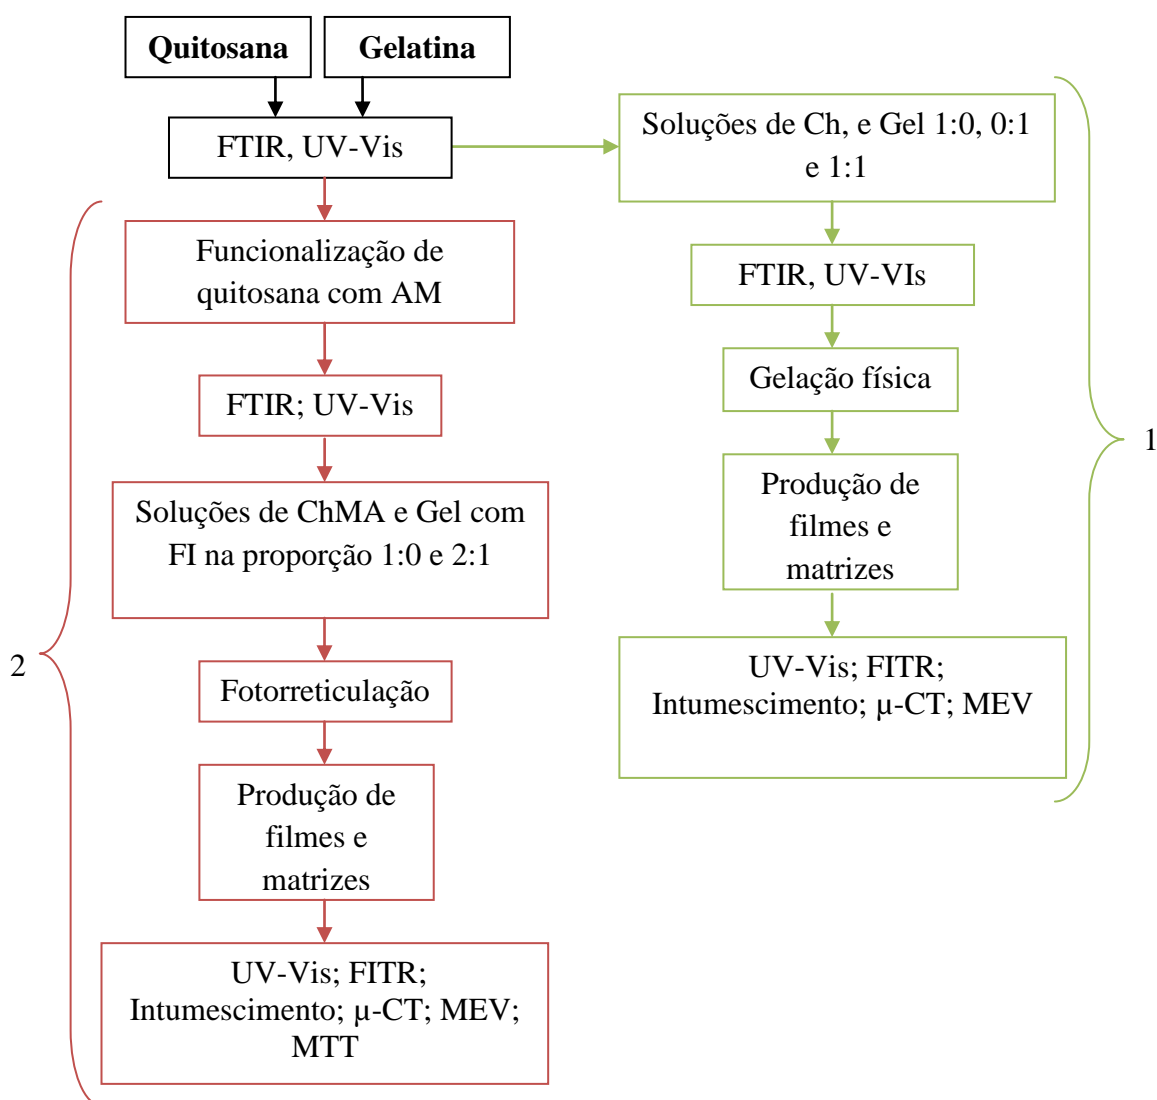 Quitosana
Gelatina
FTIR, UV-Vis
Soluções de Ch, e Gel 1:0, 0:1
e 1:1
FTIR, UV-VIs
Gelação física
Produção de
filmes e
matrizes
UV-Vis; FITR;
Intumescimento; µ-CT; MEV
1
Funcionalização de
quitosana com AM
FTIR; UV-Vis
Soluções de ChMA e Gel com
FI na proporção 1:0 e 2:1
Fotorreticulação
Produção de
filmes e
matrizes
UV-Vis; FITR;
Intumescimento; µ-CT; MEV;
MTT
2